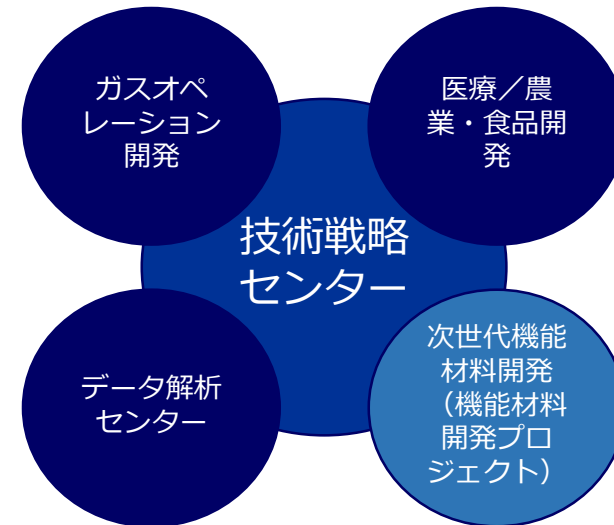 ガスオペ
レーション
開発
医療／農
業・食品開
発
技術戦略
センター
データ解析
センター
次世代機能
材料開発
（機能材料
開発プロ
ジェクト）